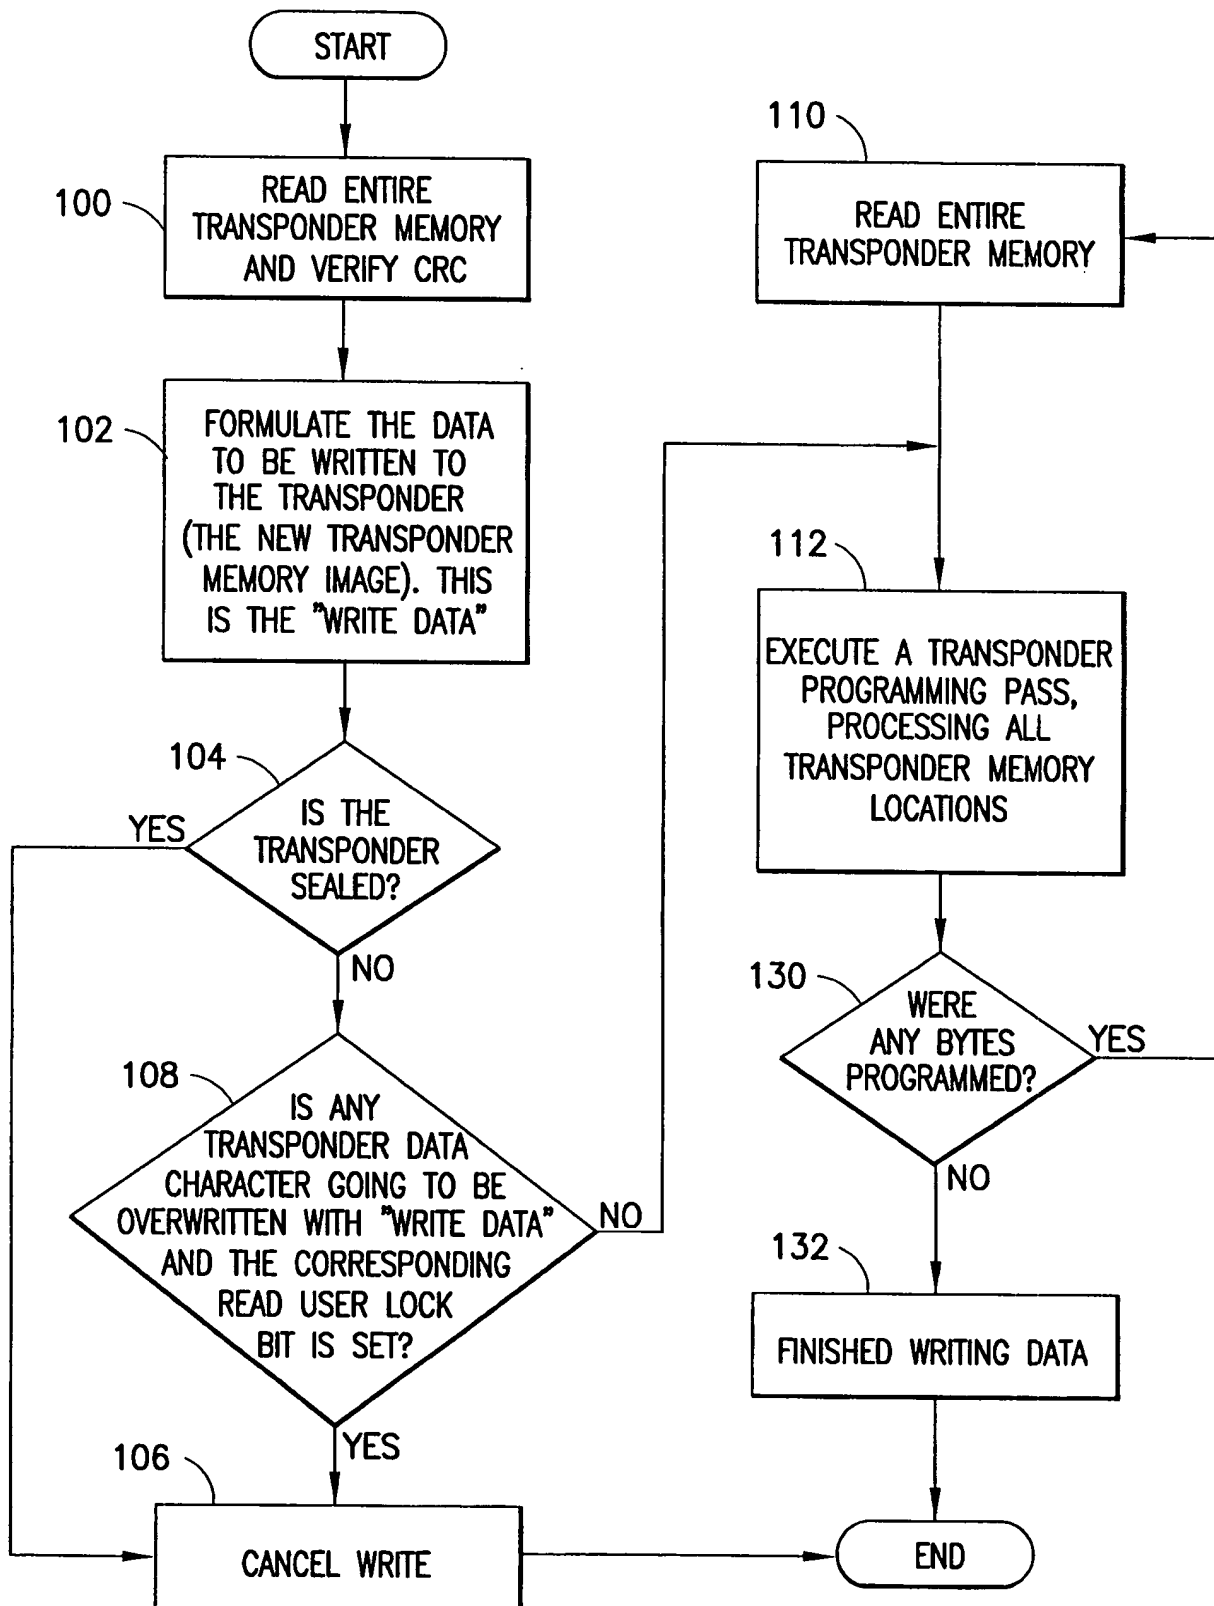 START
100
READ ENTIRE
TRANSPONDER MEMORY
AND VERIFY CRC
102
FORMULATE THE DATA
TO BE WRITTEN TO
THE TRANSPONDER
(THE NEW TRANSPONDER
MEMORY IMAGE). THIS
IS THE "WRITE DATA"
104
IS THE
TRANSPONDER
SEALED?
YES
NO
108
IS ANY
TRANSPONDER DATA
CHARACTER GOING TO BE
OVERWRITTEN WITH "WRITE DATA"
AND THE CORRESPONDING
READ USER LOCK
BIT IS SET?
NO
YES
106
CANCEL WRITE
110
READ ENTIRE
TRANSPONDER MEMORY
112
EXECUTE A TRANSPONDER
PROGRAMMING PASS,
PROCESSING ALL
TRANSPONDER MEMORY
LOCATIONS
130
WERE
ANY BYTES
PROGRAMMED?
YES
NO
132
FINISHED WRITING DATA
END